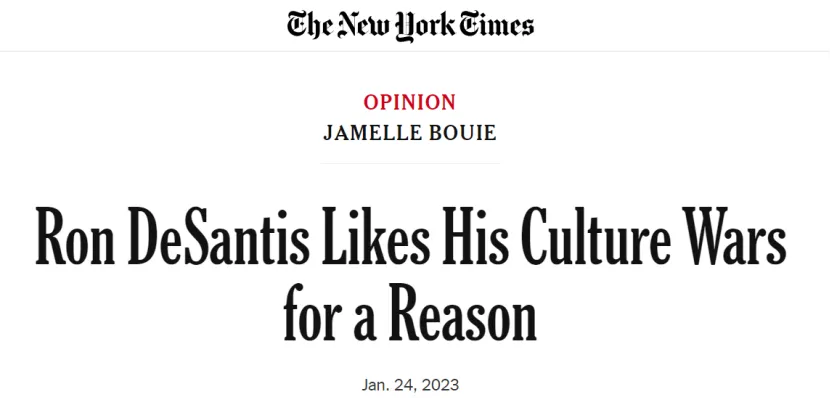 The New York Times
OPINION
JAMELLE BOUIE
Ron DeSantis Likes His Culture Wars
for a Reason
Jan. 24, 2023